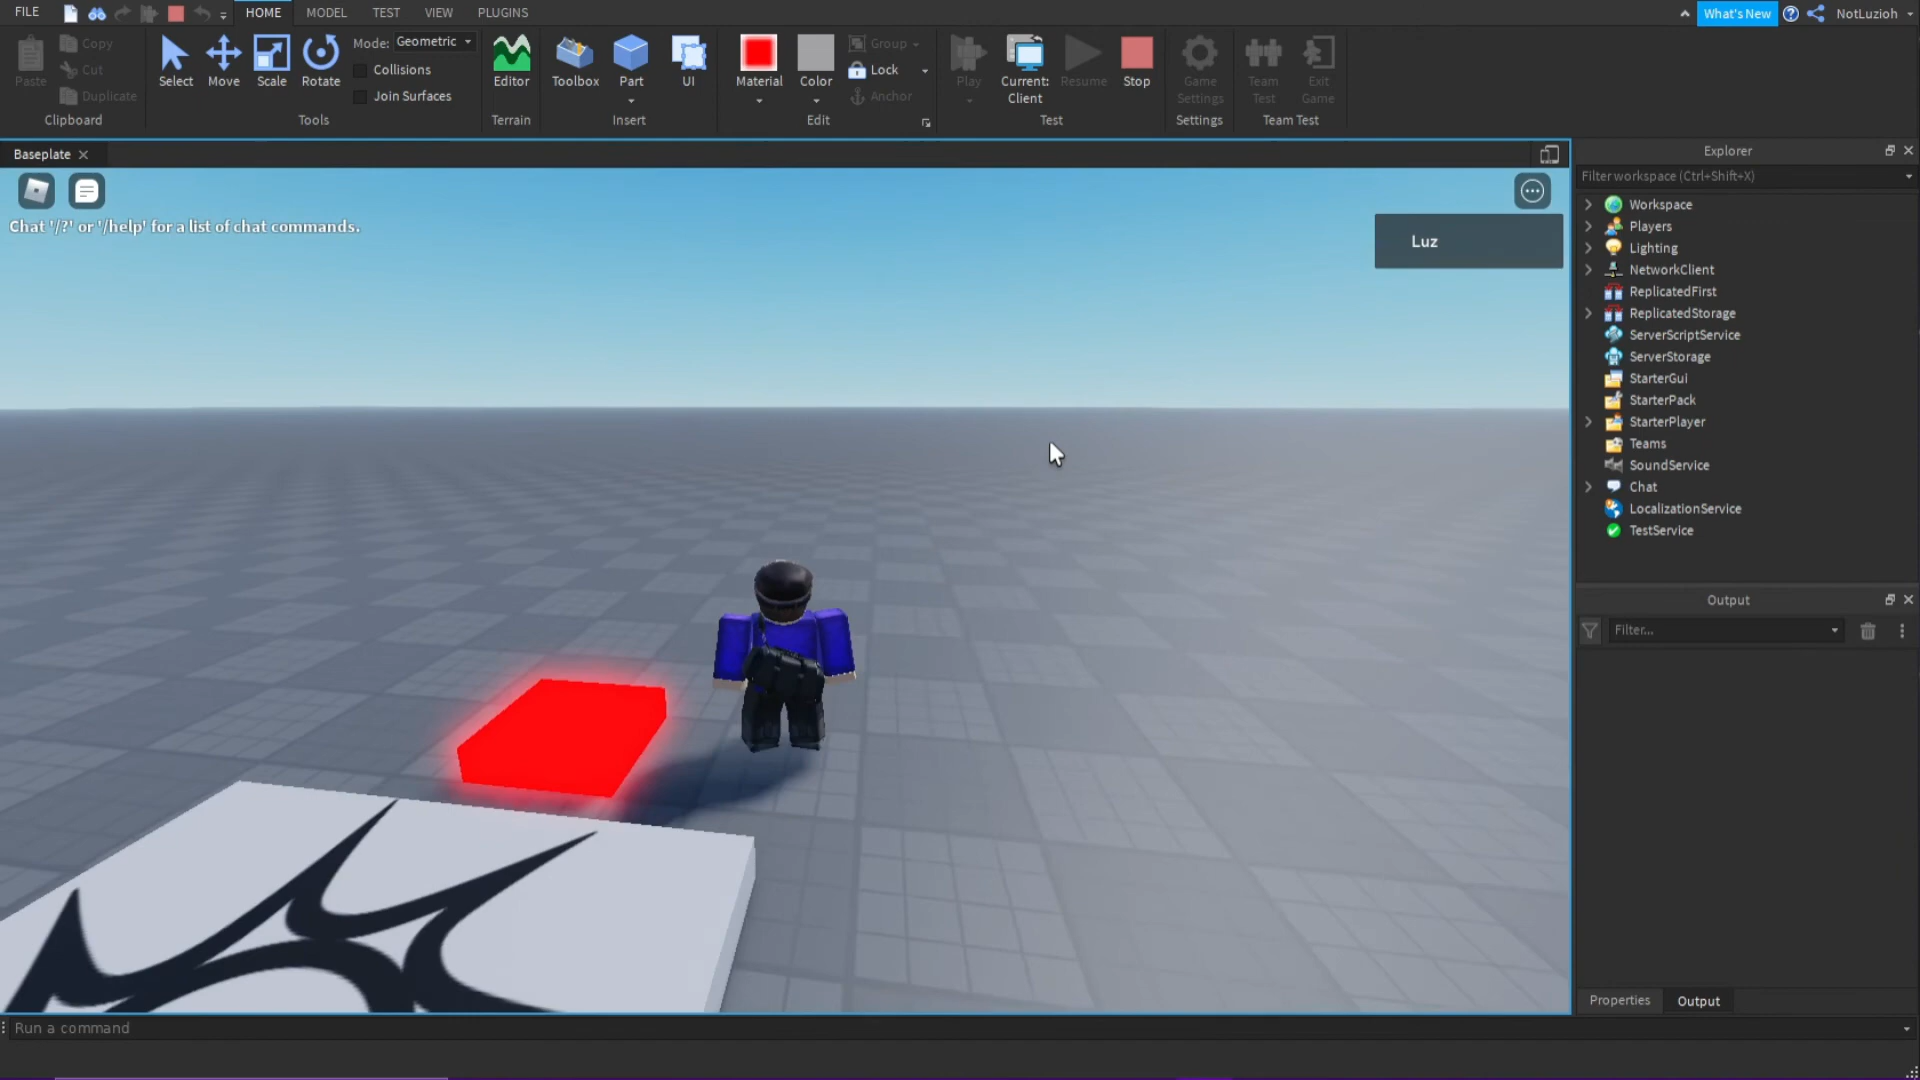 FILE
HOME
MODEL
TEST
VIEW
PLUGINS
What's New
NotLuzioh
Paste
Copy
Cut
Duplicate
Clipboard
Select
Move
Scale
Rotate
Mode: Geometric
Collisions
Join Surfaces
Tools
Editor
Terrain
Toolbox
Part
UI
Insert
Material
Color
Group
Lock
Anchor
Edit
Play
Current:
Client
Resume
Stop
Test
Game
Settings
Settings
Team
Test
Exit
Game
Team Test
Baseplate
Chat '/?' or '/help' for a list of chat commands.
Luz
Explorer
Filter workspace (Ctrl+Shift+X)
Workspace
Players
Lighting
NetworkClient
ReplicatedFirst
ReplicatedStorage
ServerScriptService
ServerStorage
StarterGui
StarterPack
StarterPlayer
Teams
SoundService
Chat
LocalizationService
TestService
Output
Filter...
Properties
Output
Run a command